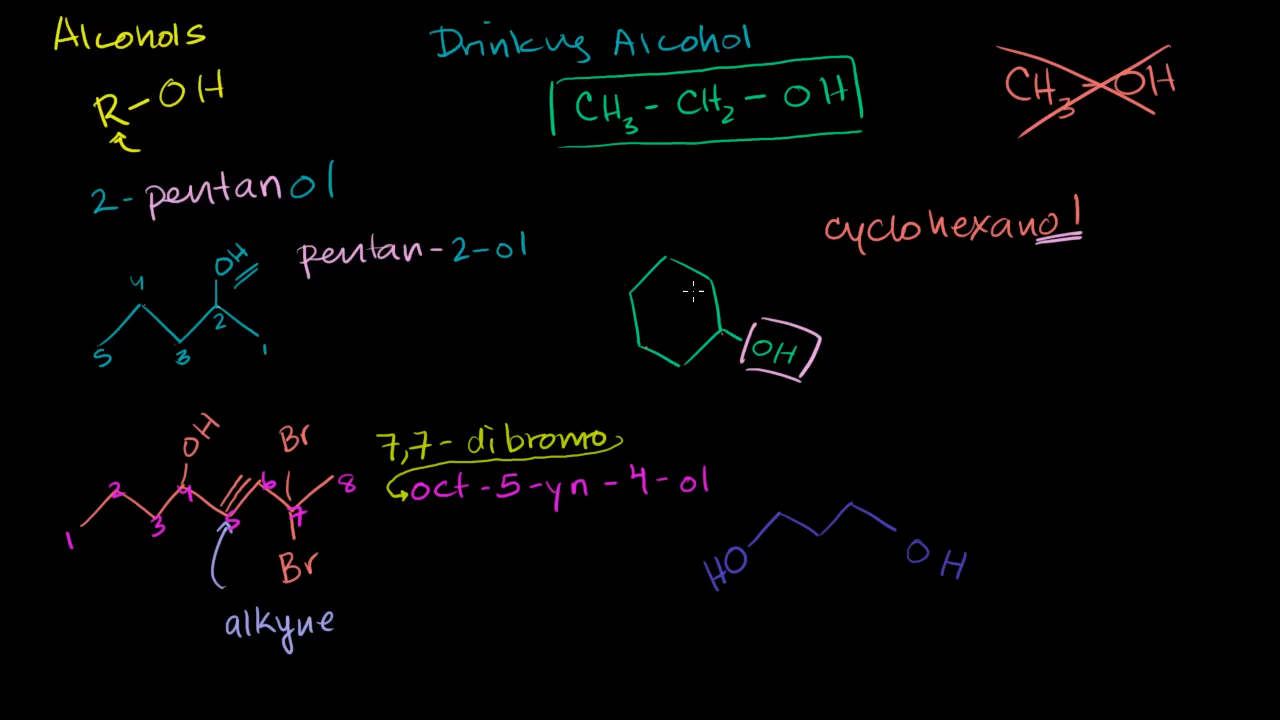 Alcohols
R-OH
Drinking Alcohol
CH3-CH2-OH
CH3-OH
2-pentanol
pentan-2-ol
OH
5 4 3 2 1
cyclohexanol
OH
OH
Br
1 2 3 4 5 6 7 8
Br
alkyne
7,7-dibromo
oct-5-yn-4-ol
HO
OH